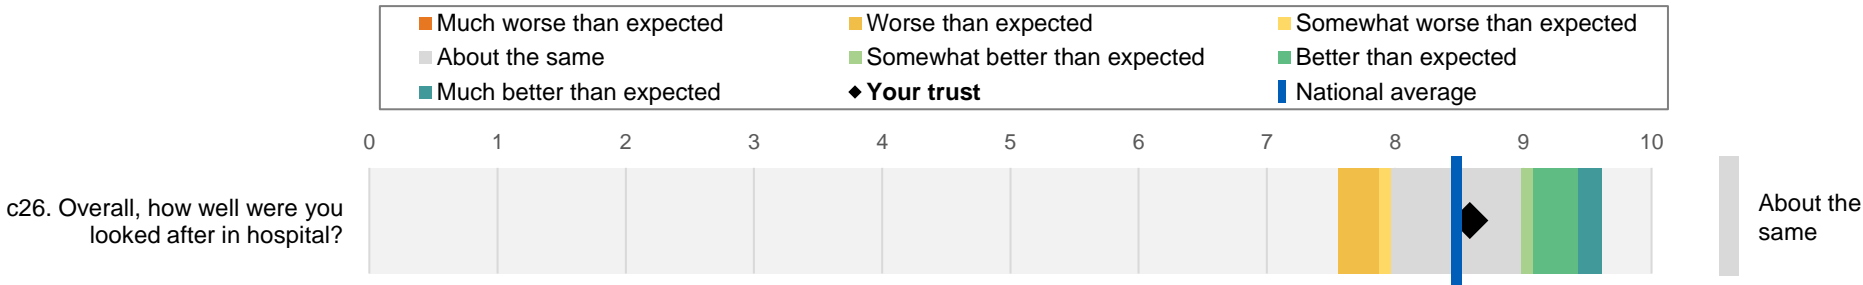 Much worse than expected
Worse than expected
Somewhat worse than expected
About the same
Somewhat better than expected
Better than expected
Much better than expected
Your trust
National average
0 1 2 3 4 5 6 7 8 9 10
c26. Overall, how well were you
looked after in hospital?
About the
same